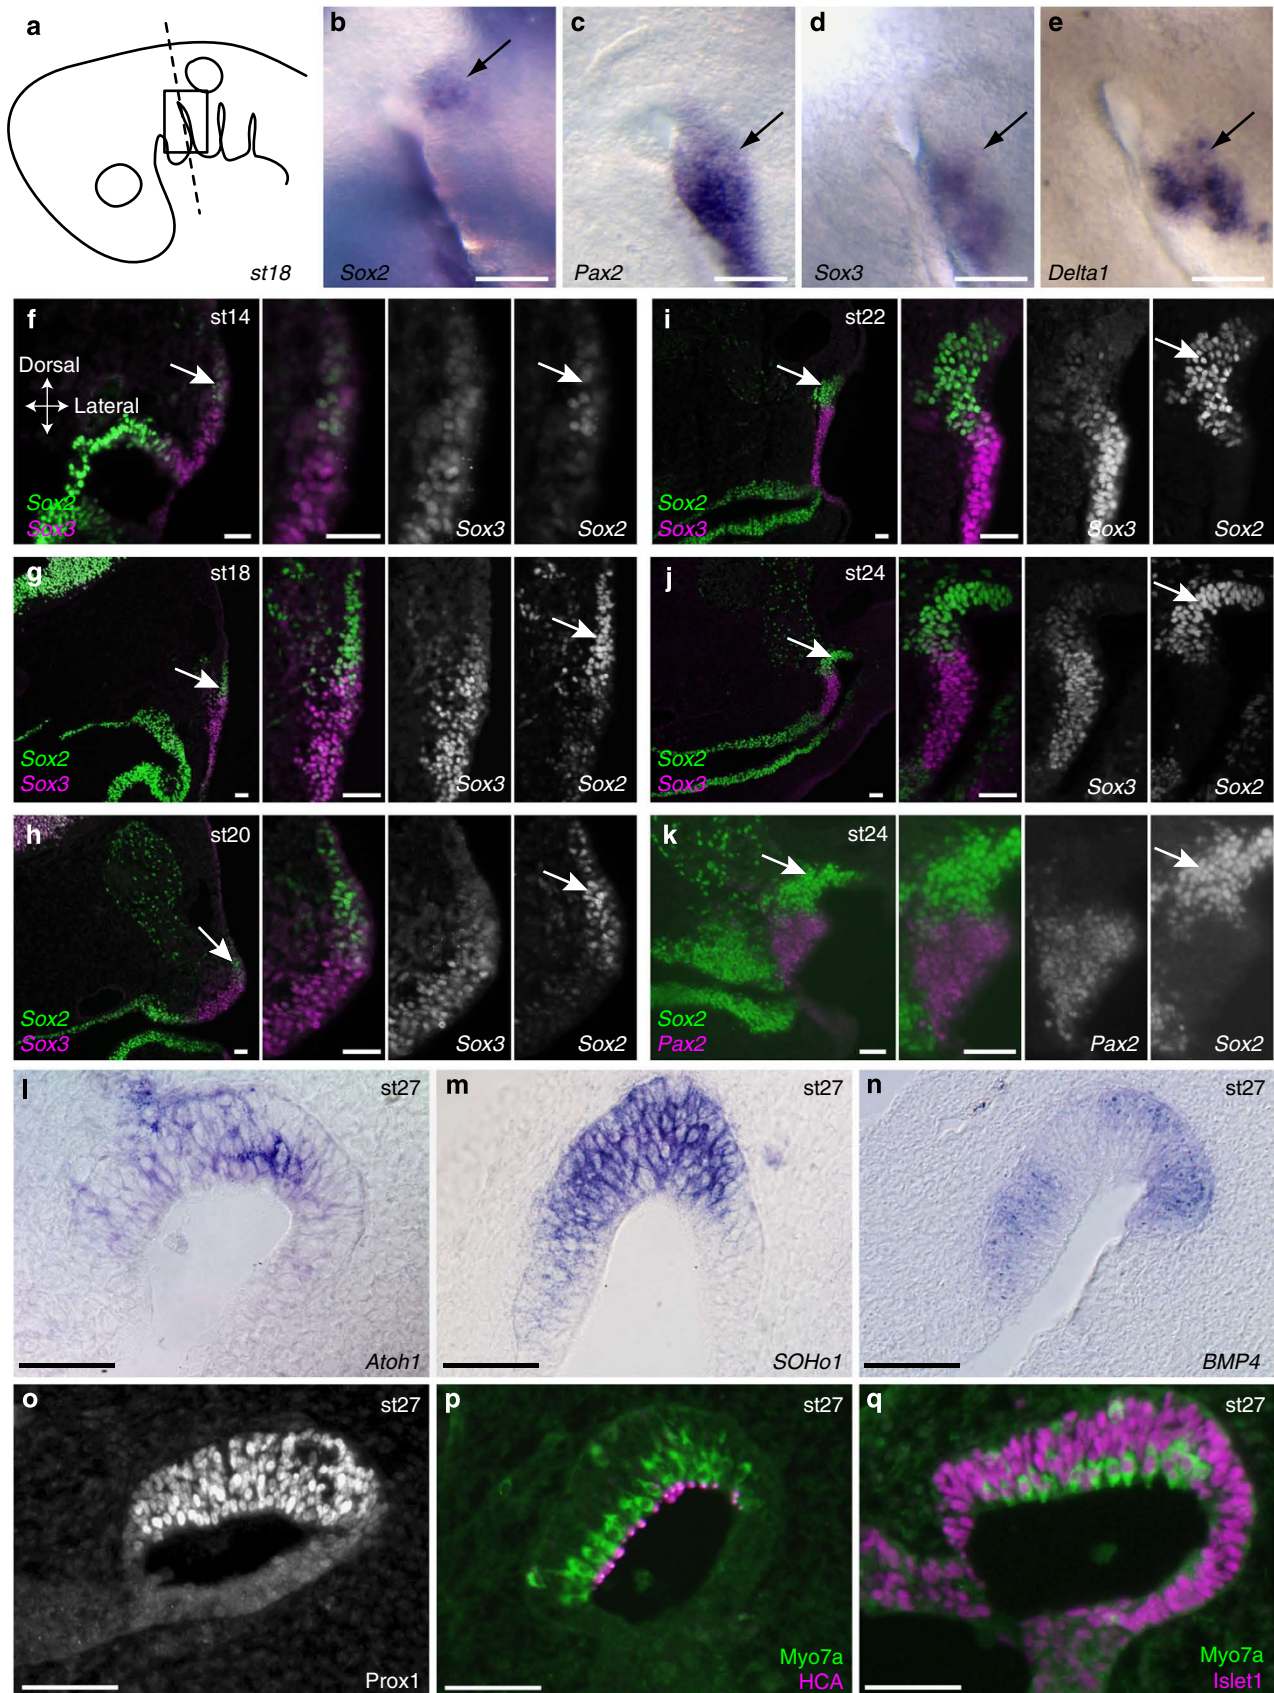 a
st18
b
Sox2
c
Pax2
d
Sox3
e
Delta1
f
st14
Dorsal
Lateral
Sox2
Sox3
Sox3
Sox2
i
st22
Sox2
Sox3
Sox3
Sox2
g
st18
Sox2
Sox3
Sox3
Sox2
j
st24
Sox2
Sox3
Sox3
Sox2
h
st20
Sox2
Sox3
Sox3
Sox2
k
st24
Sox2
Pax2
Pax2
Sox2
l
st27
Atoh1
m
st27
SOHo1
n
st27
BMP4
o
st27
Prox1
p
st27
Myo7a
HCA
q
st27
Myo7a
Islet1